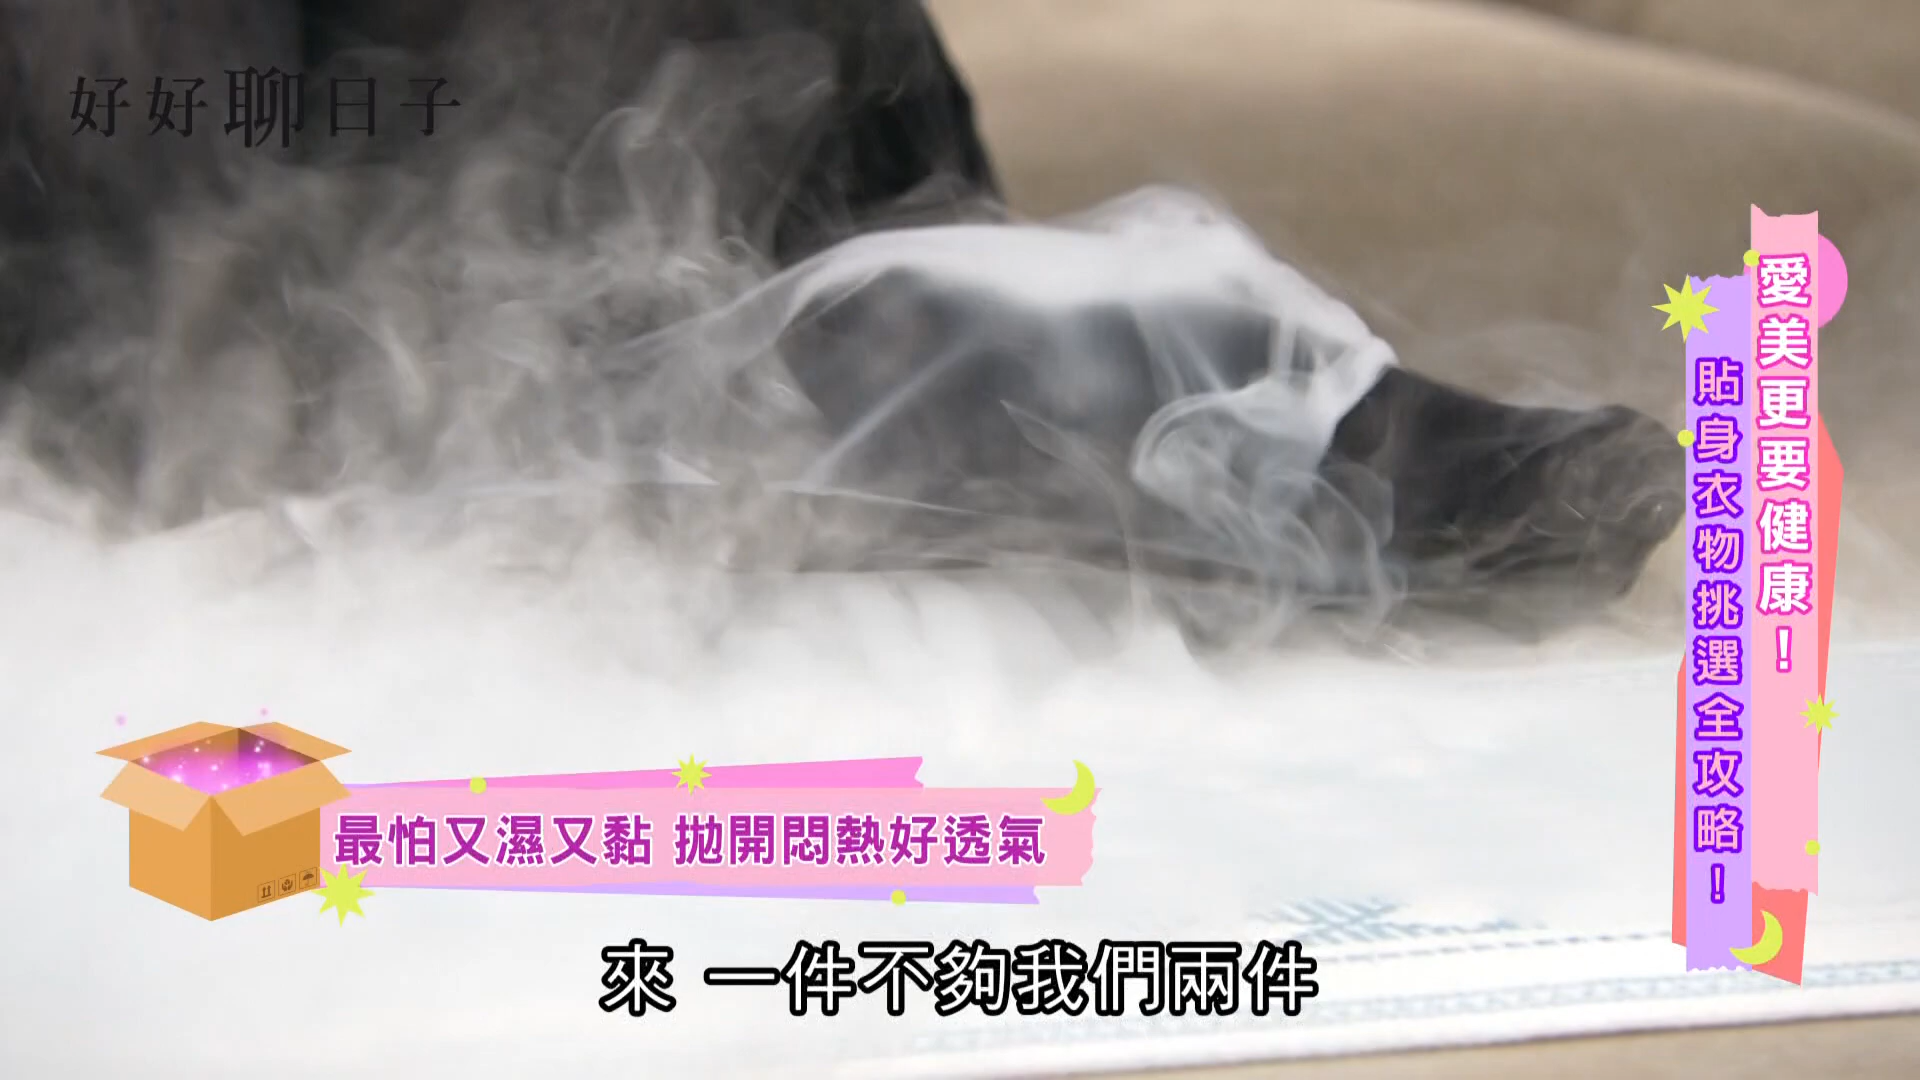 好好聊日子
愛美更要健康！
貼身衣物挑選全攻略！
最怕又濕又黏 拋開悶熱好透氣
來 一件不夠我們兩件